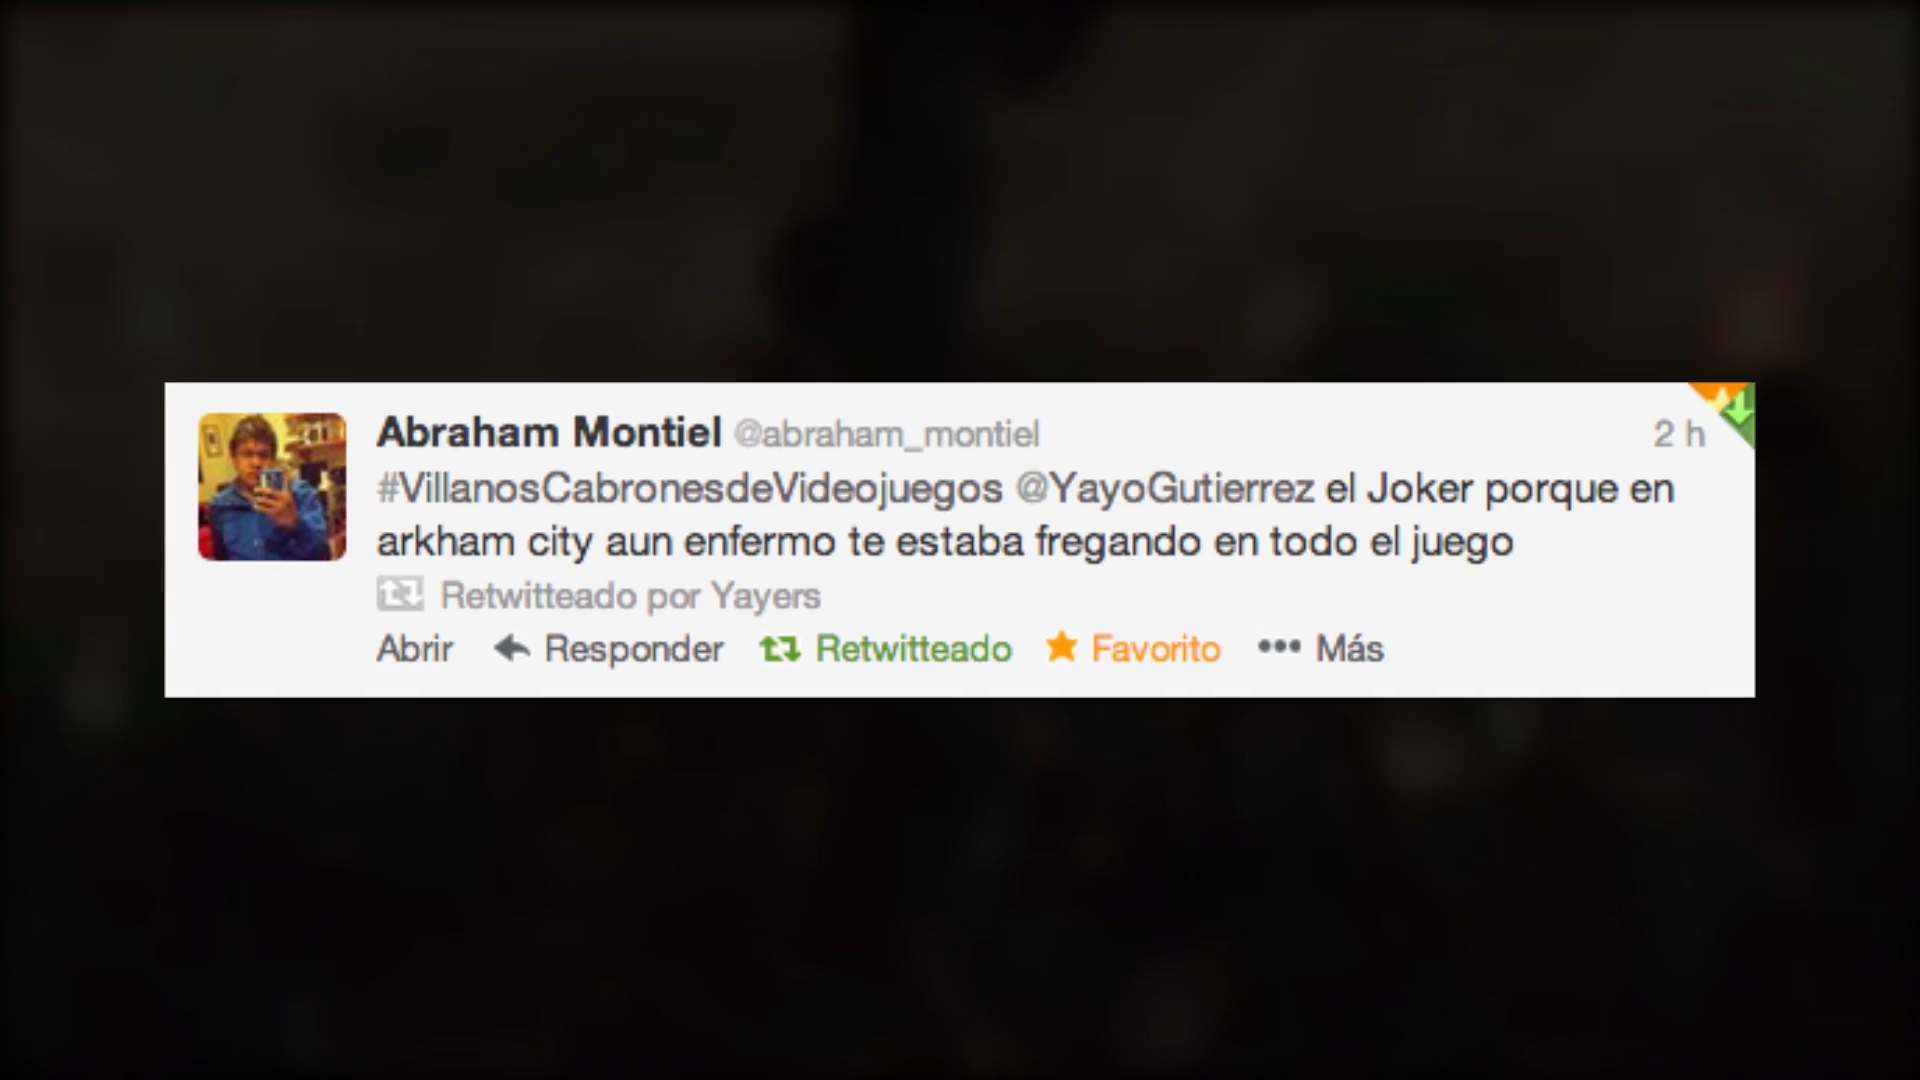 Abraham Montiel @abraham_montiel 2 h
#VillanosCabronesdeVideojuegos @YayoGutierrez el Joker porque en
arkham city aun enfermo te estaba fregando en todo el juego
Retwitteado por Yayers
Abrir Responder Retwitteado Favorito ••• Más